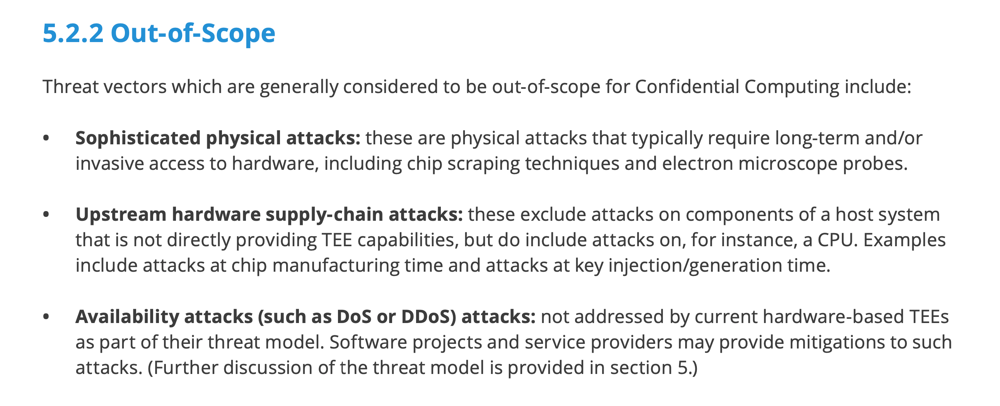 5.2.2 Out-of-Scope
Threat vectors which are generally considered to be out-of-scope for Confidential Computing include:
• Sophisticated physical attacks: these are physical attacks that typically require long-term and/or
invasive access to hardware, including chip scraping techniques and electron microscope probes.
• Upstream hardware supply-chain attacks: these exclude attacks on components of a host system
that is not directly providing TEE capabilities, but do include attacks on, for instance, a CPU. Examples
include attacks at chip manufacturing time and attacks at key injection/generation time.
• Availability attacks (such as DoS or DDoS) attacks: not addressed by current hardware-based TEEs
as part of their threat model. Software projects and service providers may provide mitigations to such
attacks. (Further discussion of the threat model is provided in section 5.)